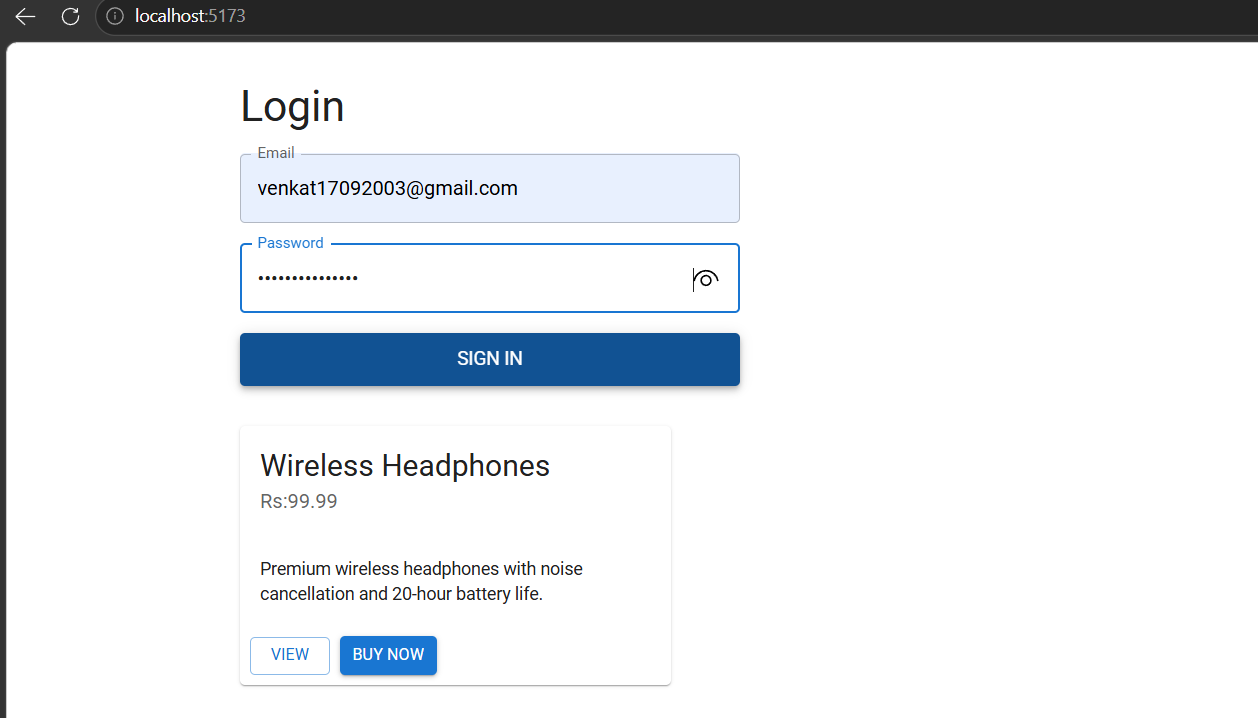 localhost:5173
Login
Email
venkat17092003@gmail.com
Password
•••••••••••••••
SIGN IN
Wireless Headphones
Rs:99.99
Premium wireless headphones with noise
cancellation and 20-hour battery life.
VIEW
BUY NOW